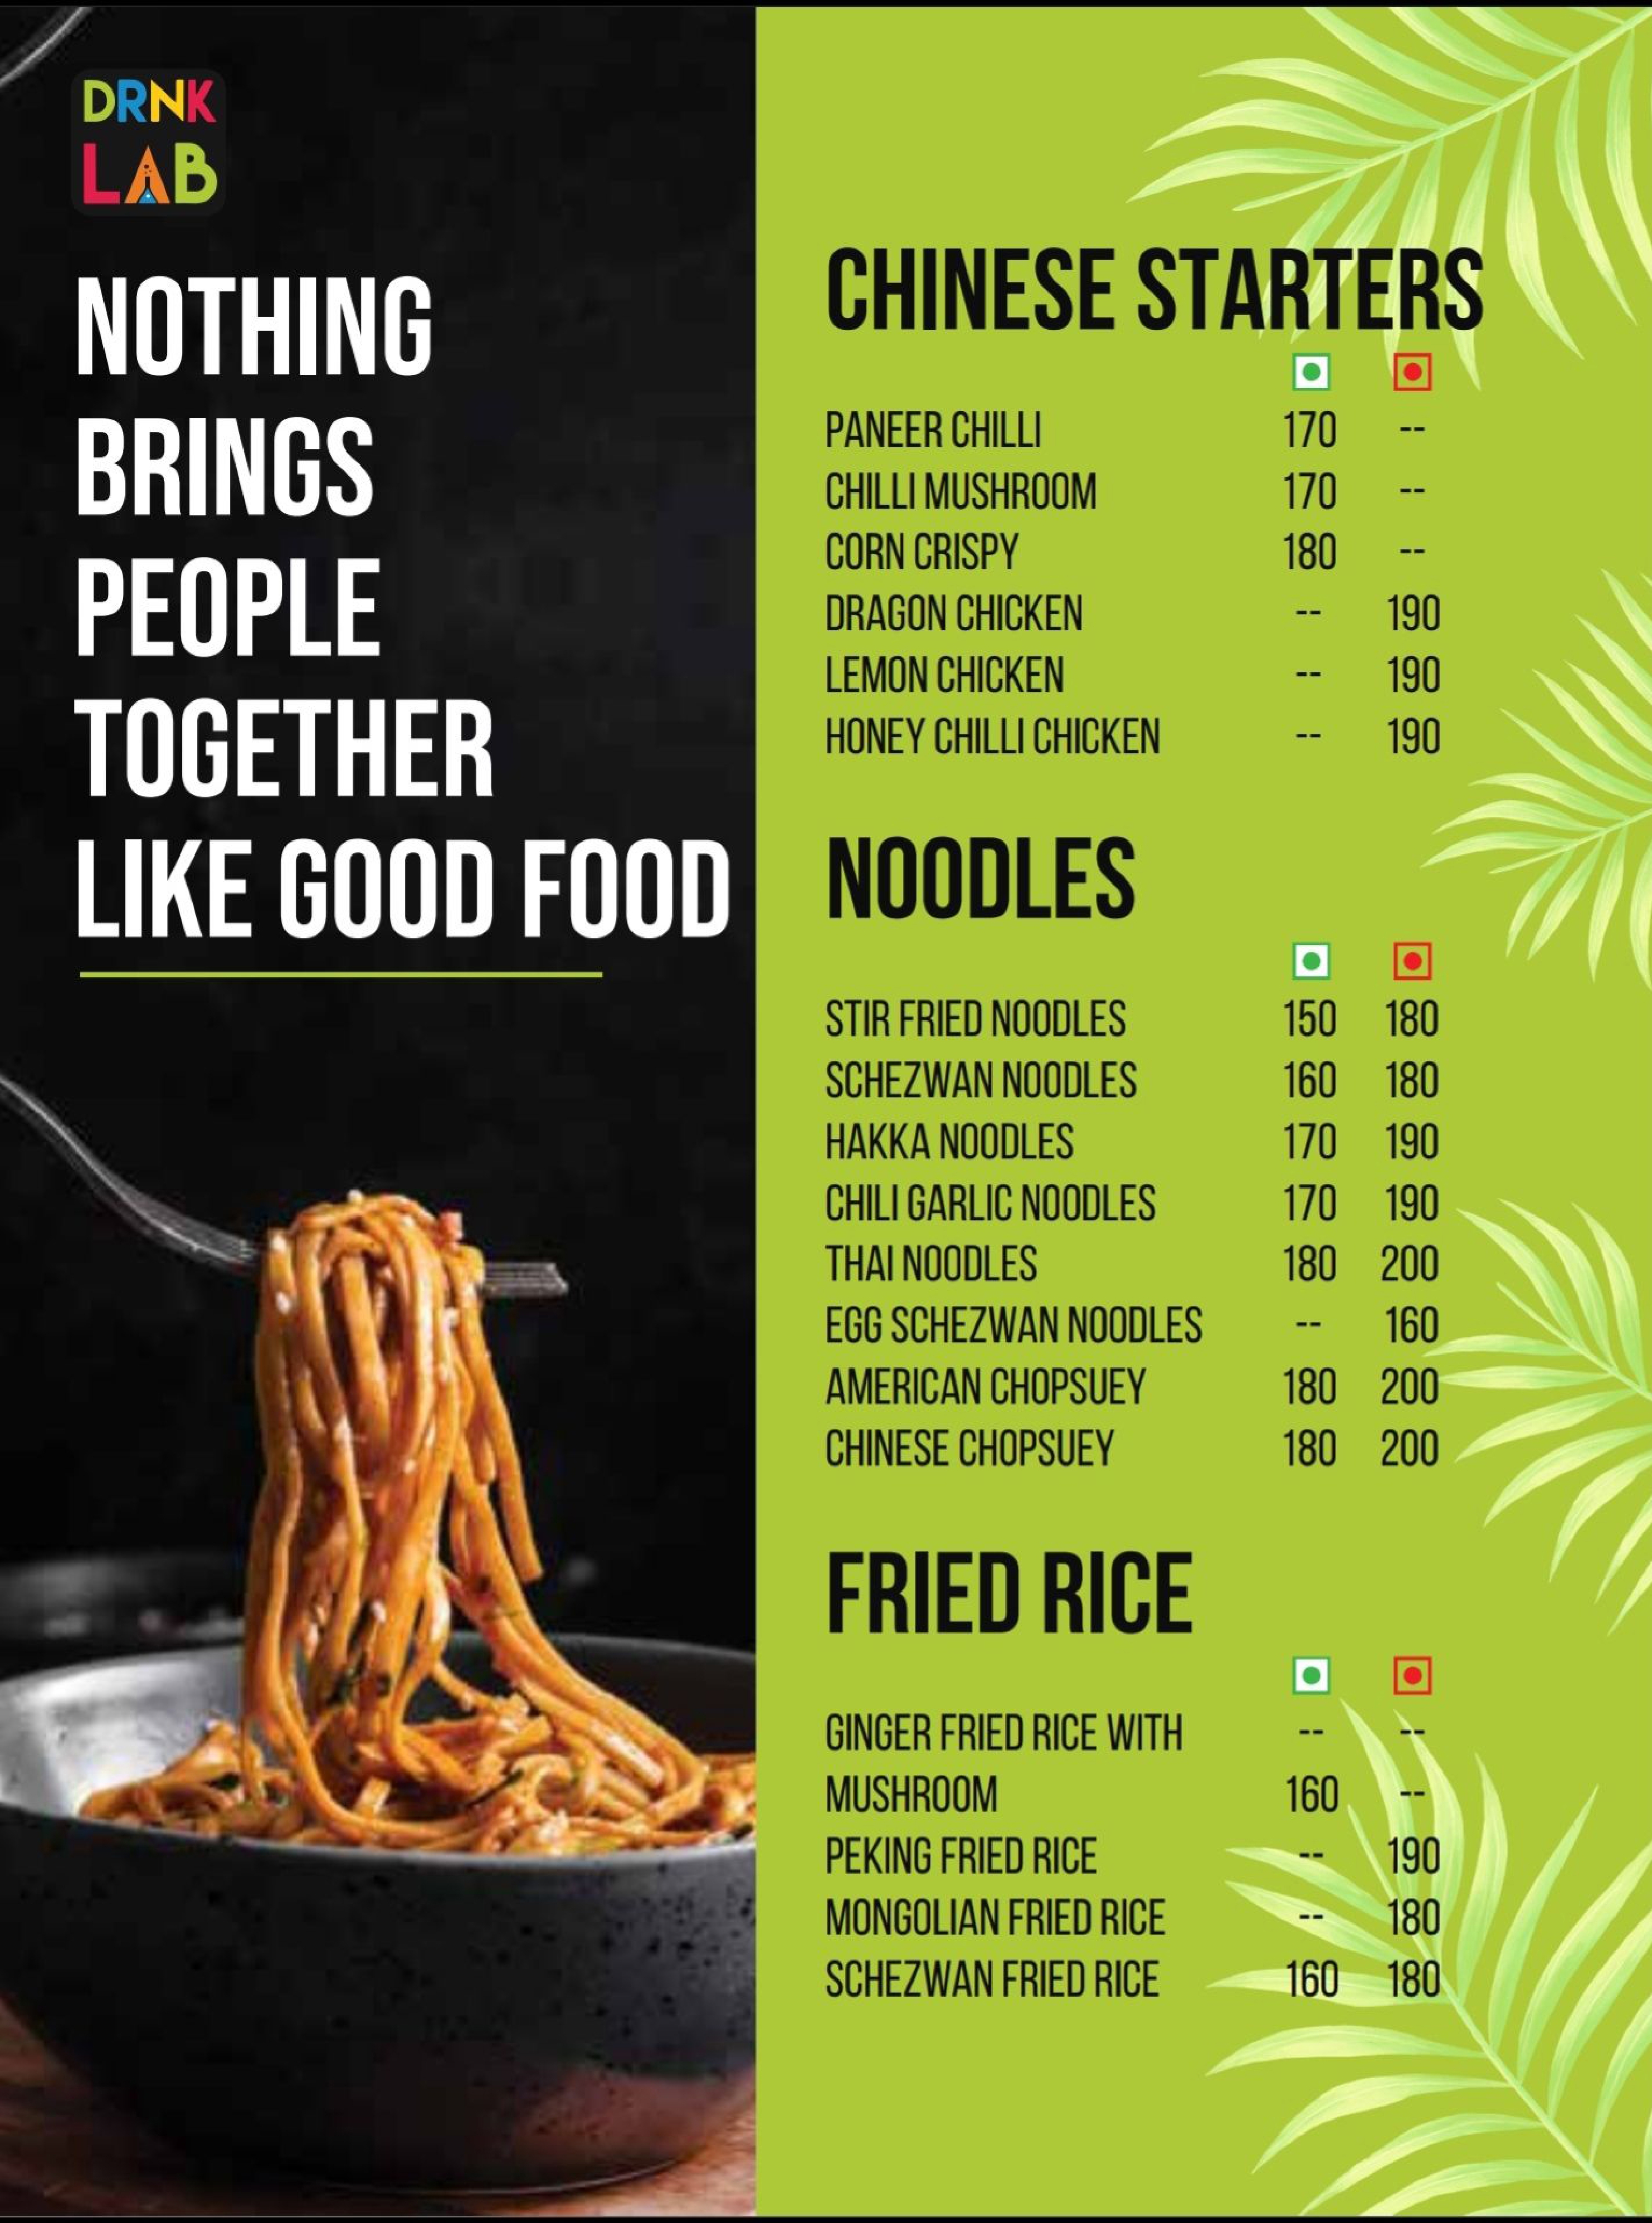 DRNK
LAB
NOTHING
BRINGS
PEOPLE
TOGETHER
LIKE GOOD FOOD
CHINESE STARTERS
PANEER CHILLI 170 --
CHILLI MUSHROOM 170 --
CORN CRISPY 180 --
DRAGON CHICKEN -- 190
LEMON CHICKEN -- 190
HONEY CHILLI CHICKEN -- 190
NOODLES
STIR FRIED NOODLES 150 180
SCHEZWAN NOODLES 160 180
HAKKA NOODLES 170 190
CHILI GARLIC NOODLES 170 190
THAI NOODLES 180 200
EGG SCHEZWAN NOODLES -- 160
AMERICAN CHOPSUEY 180 200
CHINESE CHOPSUEY 180 200
FRIED RICE
GINGER FRIED RICE WITH -- --
MUSHROOM 160 --
PEKING FRIED RICE -- 190
MONGOLIAN FRIED RICE -- 180
SCHEZWAN FRIED RICE 160 180